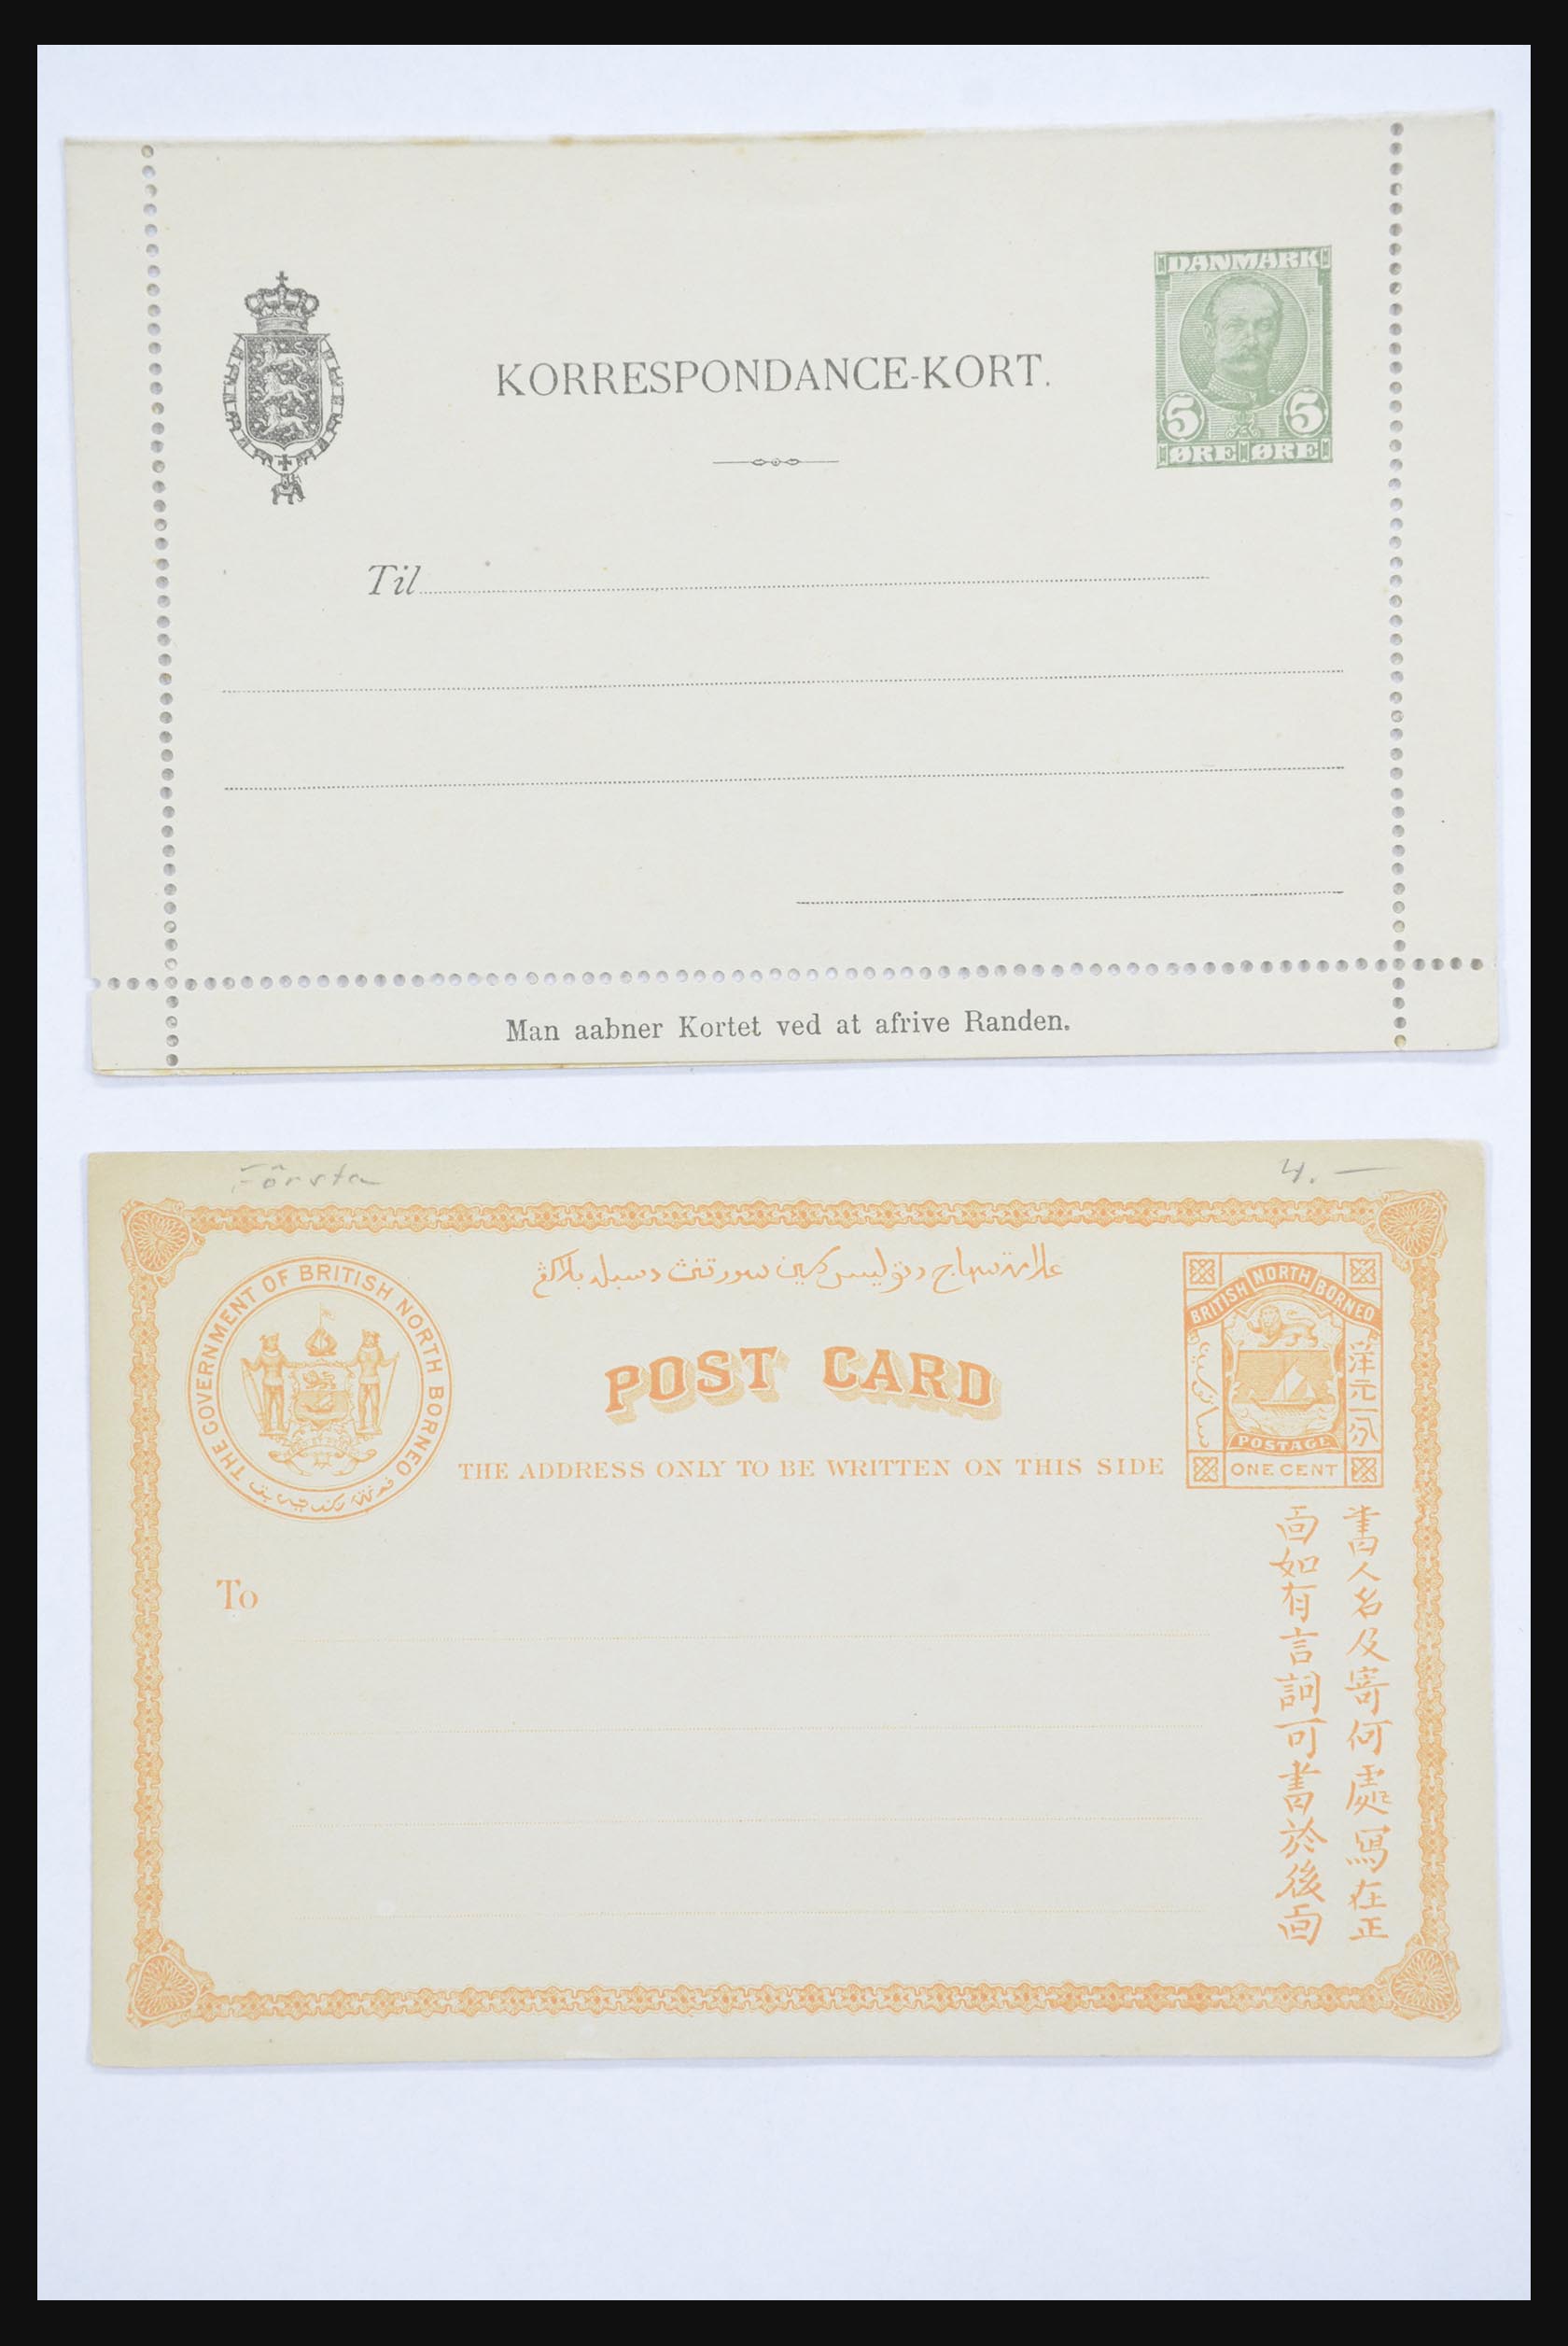 DANMARK
KORRESPONDANCE-KORT.
5 5
ØRE ØRE
Til
Man aabner Kortet ved at afrive Randen.
Första 4.—
THE GOVERNMENT OF BRITISH NORTH BORNEO
POST CARD
THE ADDRESS ONLY TO BE WRITTEN ON THIS SIDE
BRITISH NORTH BORNEO
洋元一分
POSTAGE
ONE CENT
To
書人名及寄何處寫在正
面如有言詞可書於後面